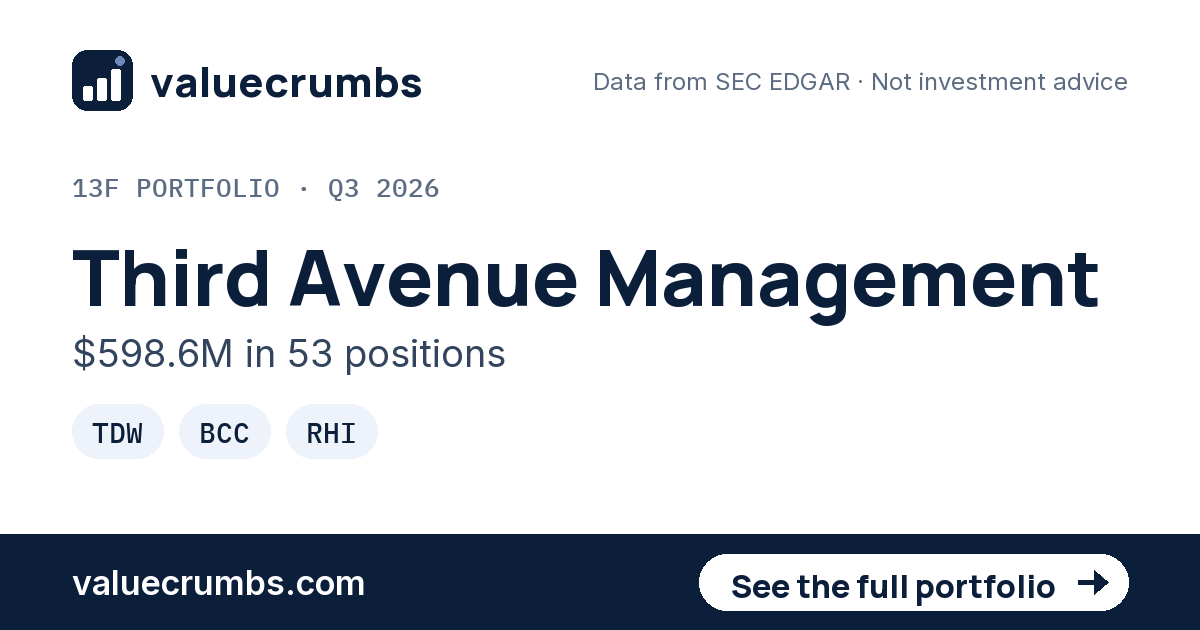 valuecrumbs
Data from SEC EDGAR · Not investment advice
13F PORTFOLIO · Q3 2026
Third Avenue Management
$598.6M in 53 positions
TDW BCC RHI
valuecrumbs.com
See the full portfolio →